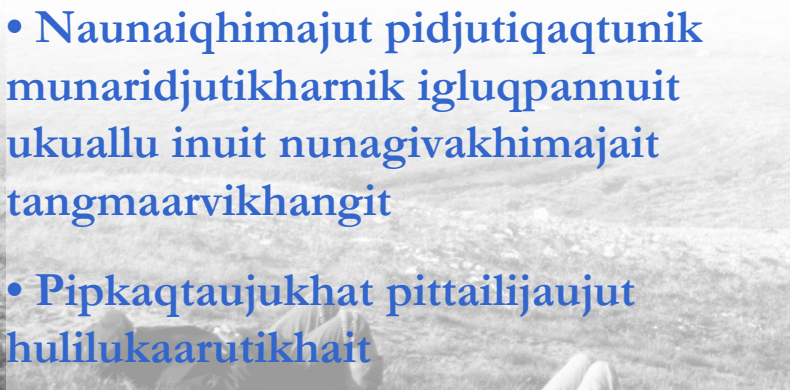 • Naunaiqhimajut pidjutiqaqtunik
munaridjutikharnik igluqpannuit
ukuallu inuit nunagivakhimajait
tangmaarvikhangit
• Pipkaqtaujukhat pittailijaujut
hulilukaarutikhait